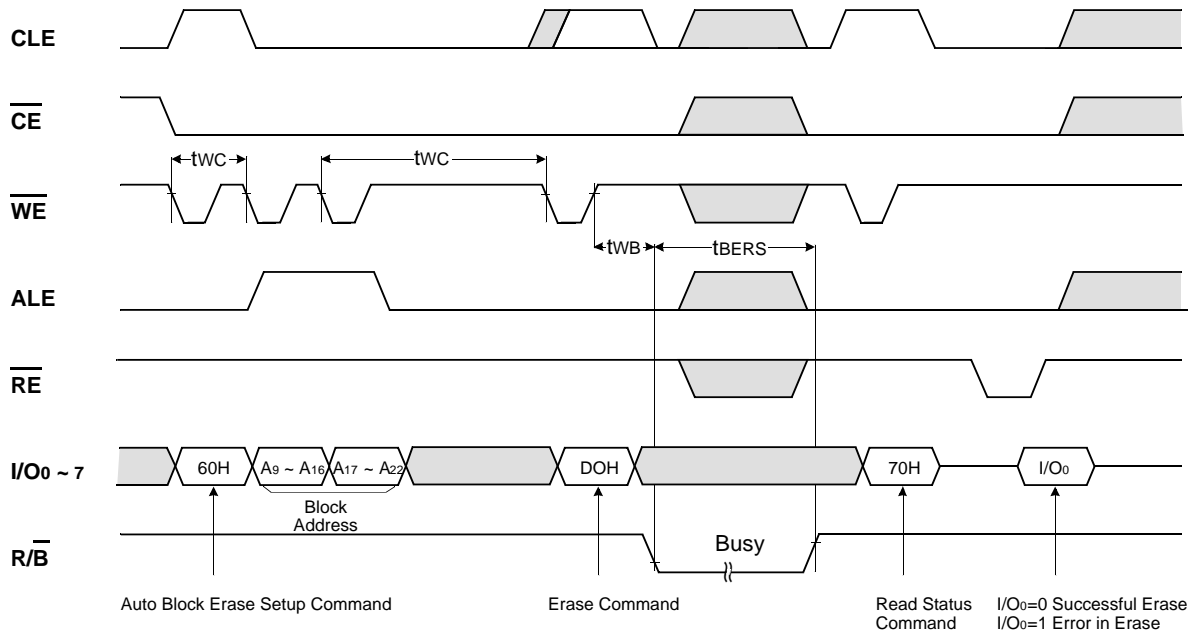 CLE
CE
tWC
tWC
WE
tWB
tBERS
ALE
RE
I/O0 ~ 7
60H
A9 ~ A16
A17 ~ A22
DOH
70H
I/O0
Block
Address
R/B
Busy
Auto Block Erase Setup Command
Erase Command
Read Status
Command
I/O0=0 Successful Erase
I/O0=1 Error in Erase